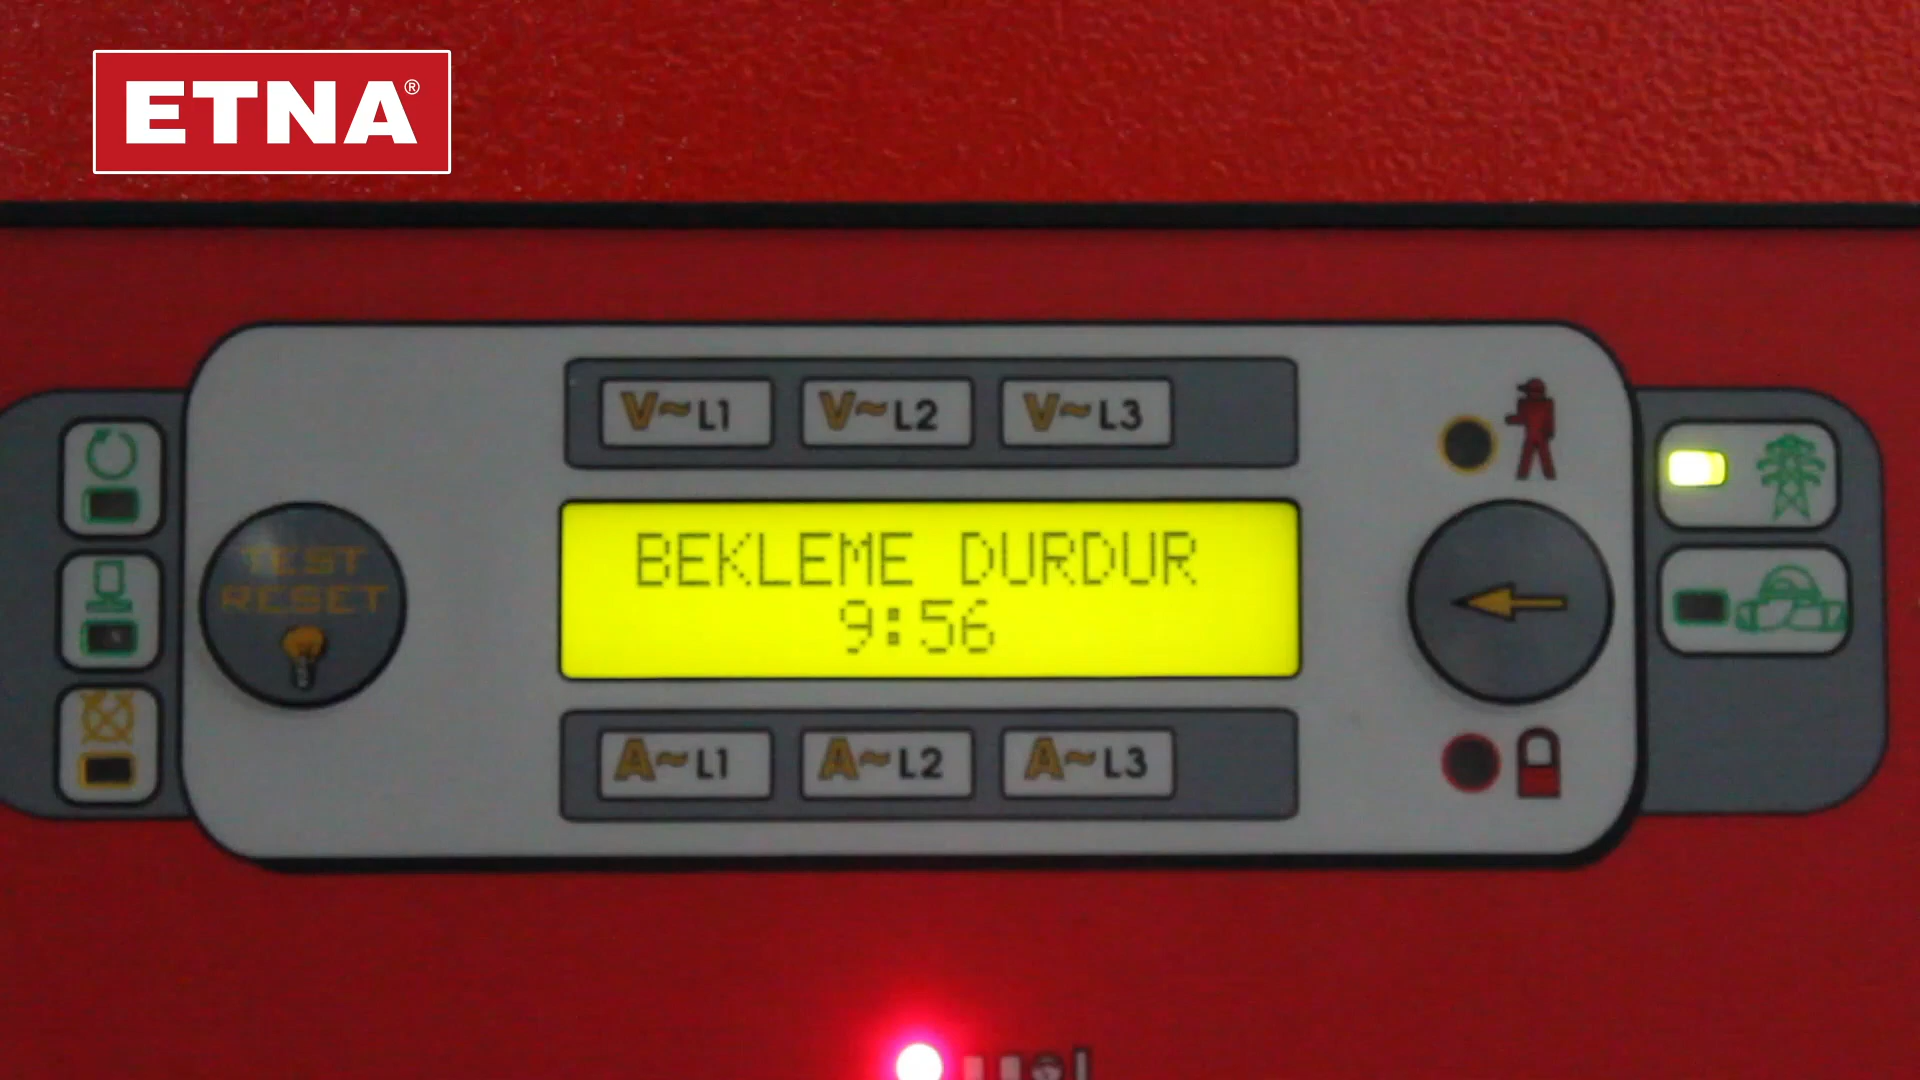 ETNA®
V~L1
V~L2
V~L3
TEST
RESET
BEKLEME DURDUR
9:56
A~L1
A~L2
A~L3